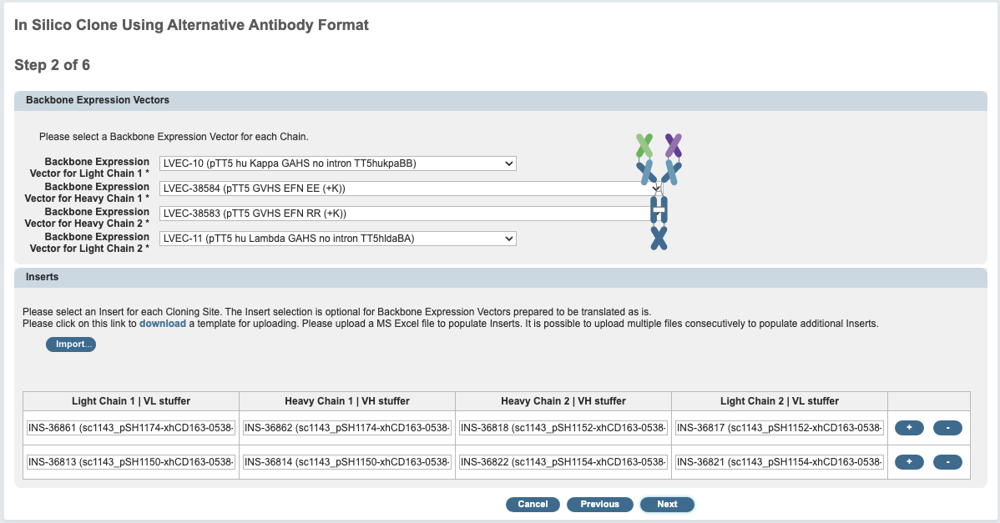 In Silico Clone Using Alternative Antibody Format
Step 2 of 6
Backbone Expression Vectors
Please select a Backbone Expression Vector for each Chain.
Backbone Expression
Vector for Light Chain 1 *
LVEC-10 (pTT5 hu Kappa GAHS no intron TT5hukpaBB)
Backbone Expression
Vector for Heavy Chain 1 *
LVEC-38584 (pTT5 GVHS EFN EE (+K))
Backbone Expression
Vector for Heavy Chain 2 *
LVEC-38583 (pTT5 GVHS EFN RR (+K))
Backbone Expression
Vector for Light Chain 2 *
LVEC-11 (pTT5 hu Lambda GAHS no intron TT5hldaBA)
Inserts
Please select an Insert for each Cloning Site. The Insert selection is optional for Backbone Expression Vectors prepared to be translated as is.
Please click on this link to download a template for uploading. Please upload a MS Excel file to populate Inserts. It is possible to upload multiple files consecutively to populate additional Inserts.
Import...
Light Chain 1 | VL stuffer Heavy Chain 1 | VH stuffer Heavy Chain 2 | VH stuffer Light Chain 2 | VL stuffer
INS-36861 (sc1143_pSH1174-xhCD163-0538- INS-36862 (sc1143_pSH1174-xhCD163-0538- INS-36818 (sc1143_pSH1152-xhCD163-0538- INS-36817 (sc1143_pSH1152-xhCD163-0538- + -
INS-36813 (sc1143_pSH1150-xhCD163-0538- INS-36814 (sc1143_pSH1150-xhCD163-0538- INS-36822 (sc1143_pSH1154-xhCD163-0538- INS-36821 (sc1143_pSH1154-xhCD163-0538- + -
Cancel Previous Next